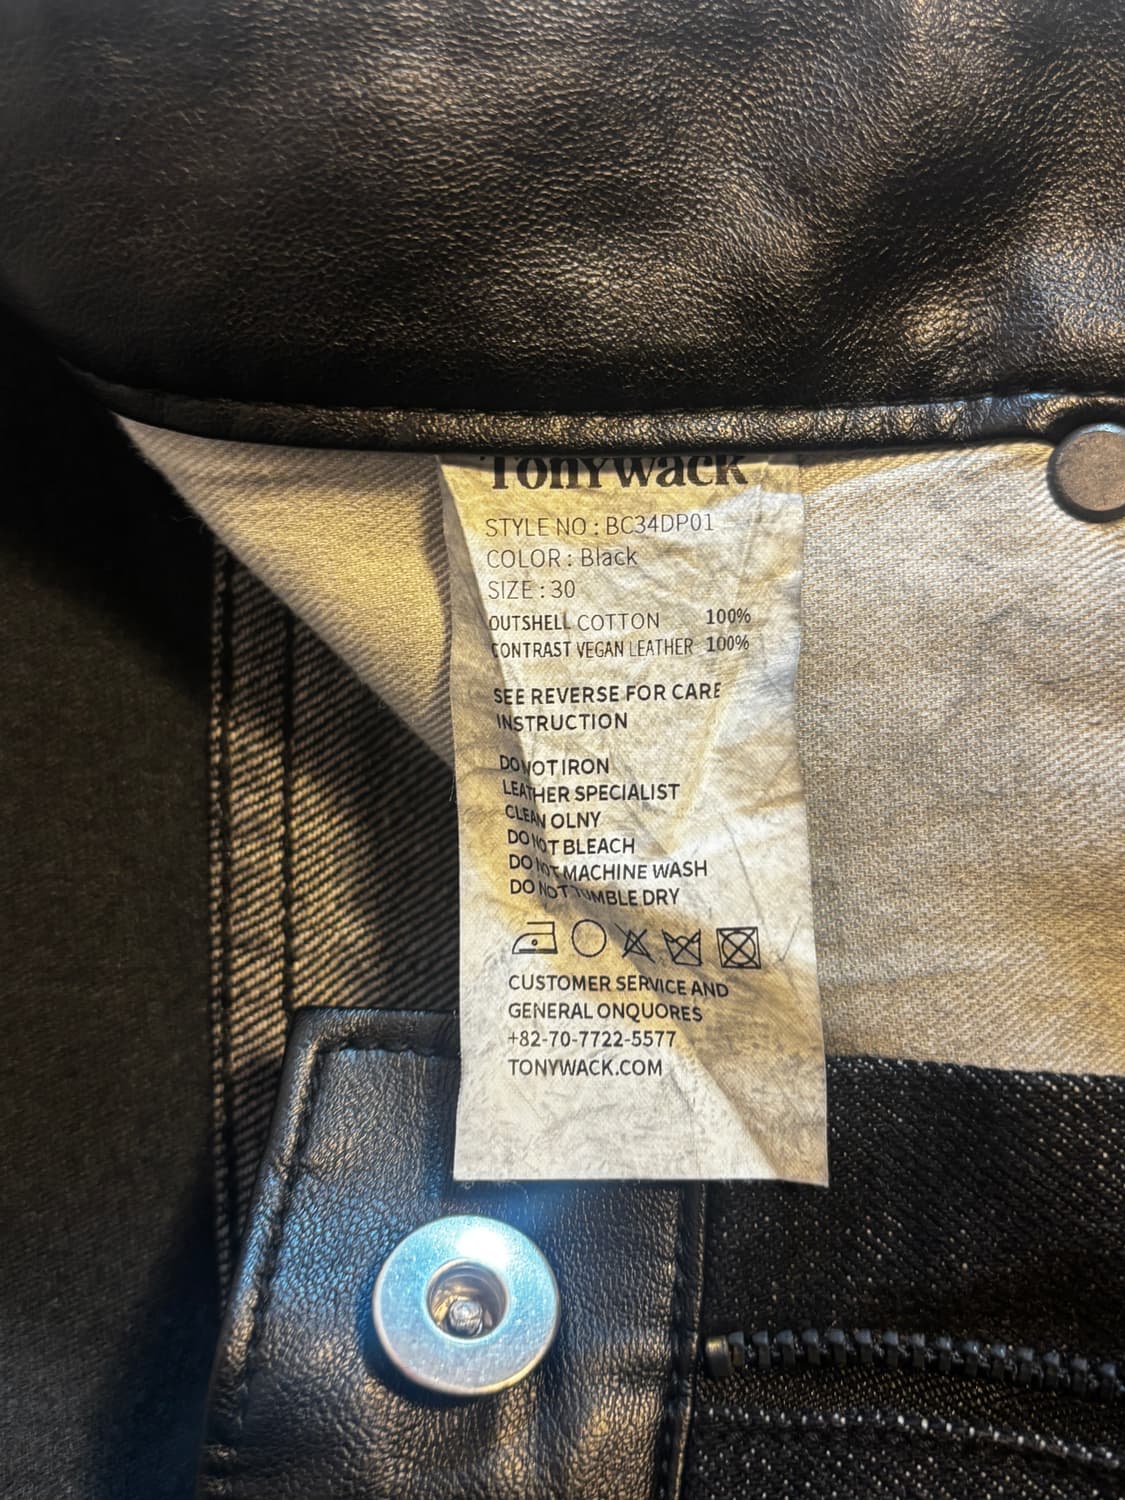 Tonywack
STYLE NO : BC34DP01
COLOR : Black
SIZE : 30
OUTSHELL COTTON 100%
CONTRAST VEGAN LEATHER 100%
SEE REVERSE FOR CARE
INSTRUCTION
DO NOT IRON
LEATHER SPECIALIST
CLEAN OLNY
DO NOT BLEACH
DO NOT MACHINE WASH
DO NOT TUMBLE DRY
CUSTOMER SERVICE AND
GENERAL ONQUORES
+82-70-7722-5577
TONYWACK.COM